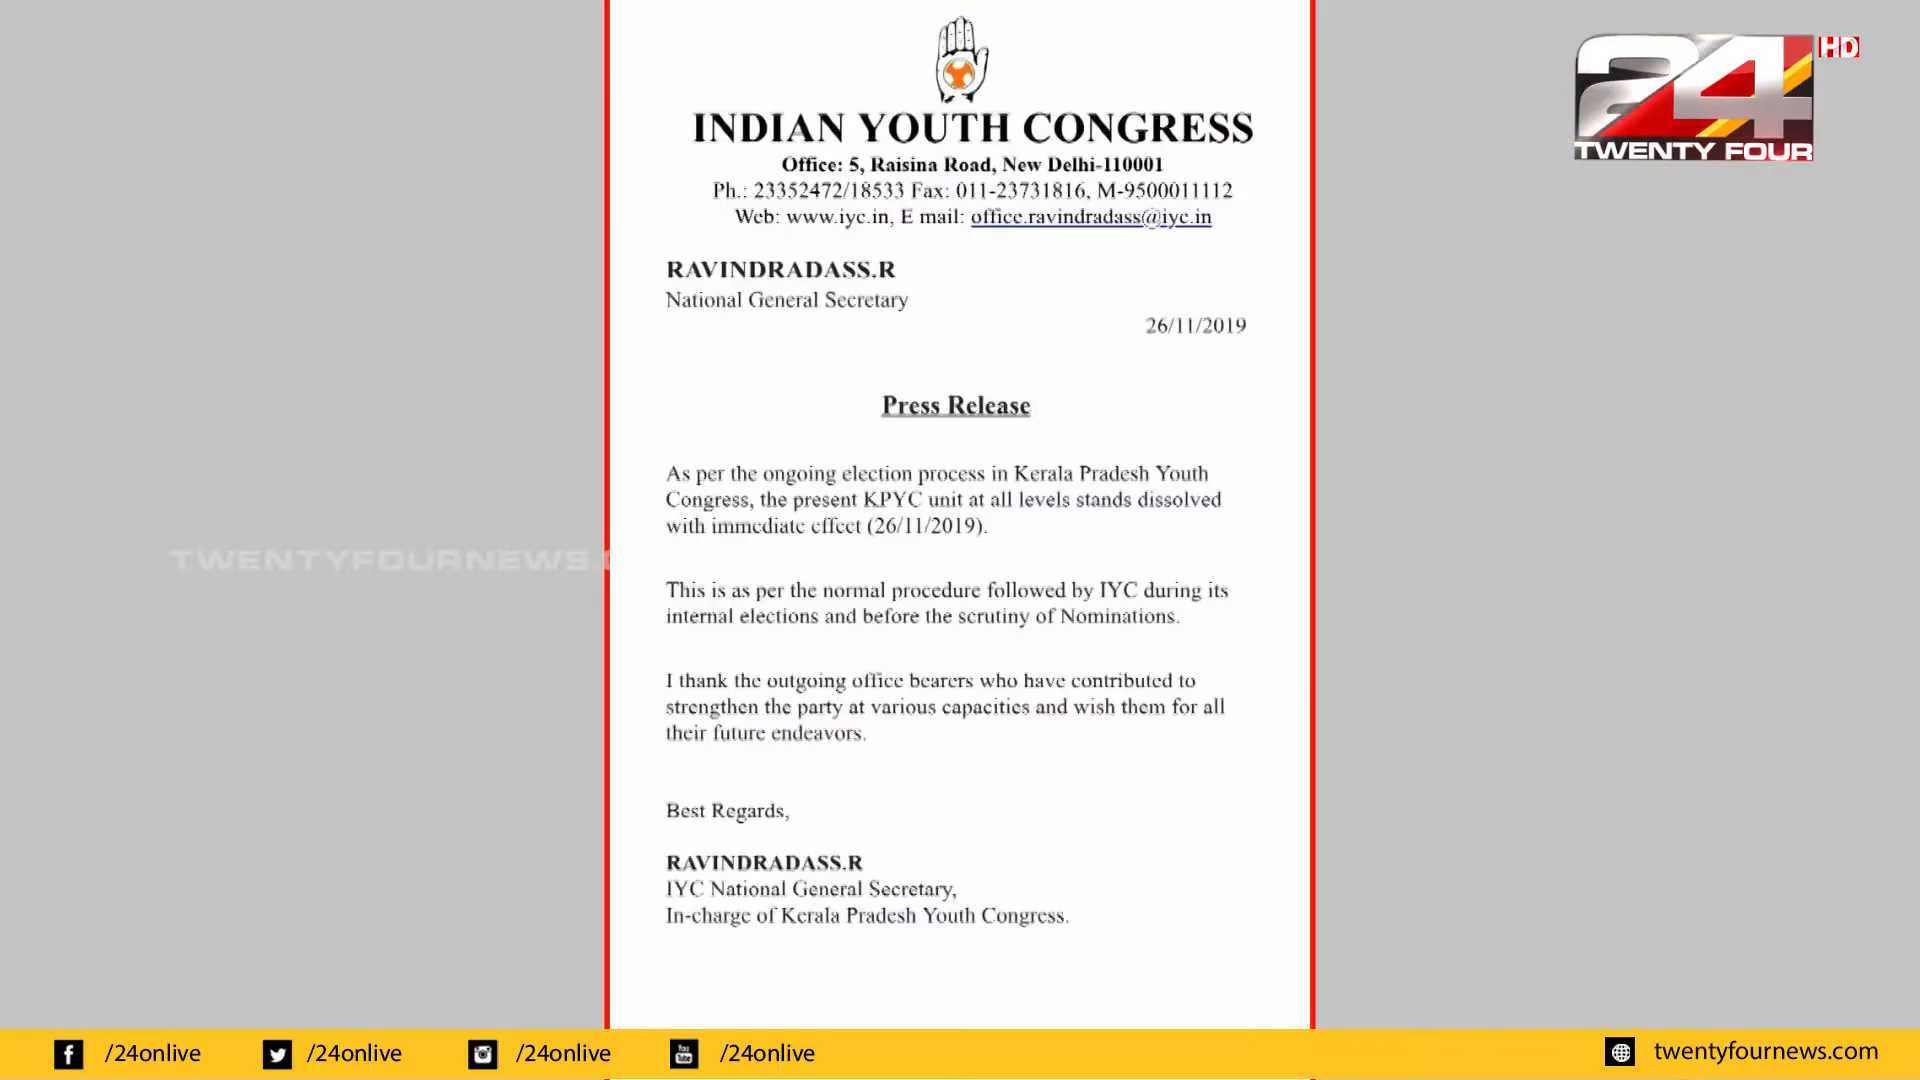 INDIAN YOUTH CONGRESS
Office: 5, Raisina Road, New Delhi-110001
Ph.: 23352472/18533 Fax: 011-23731816, M-9500011112
Web: www.iyc.in, E mail: office.ravindradass@iyc.in
RAVINDRADASS.R
National General Secretary
26/11/2019
Press Release
As per the ongoing election process in Kerala Pradesh Youth
Congress, the present KPYC unit at all levels stands dissolved
with immediate effect (26/11/2019).
This is as per the normal procedure followed by IYC during its
internal elections and before the scrutiny of Nominations.
I thank the outgoing office bearers who have contributed to
strengthen the party at various capacities and wish them for all
their future endeavors.
Best Regards,
RAVINDRADASS.R
IYC National General Secretary,
In-charge of Kerala Pradesh Youth Congress.
24 HD
TWENTY FOUR
TWENTYFOURNEWS.
/24onlive
/24onlive
/24onlive
You Tube /24onlive
twentyfournews.com